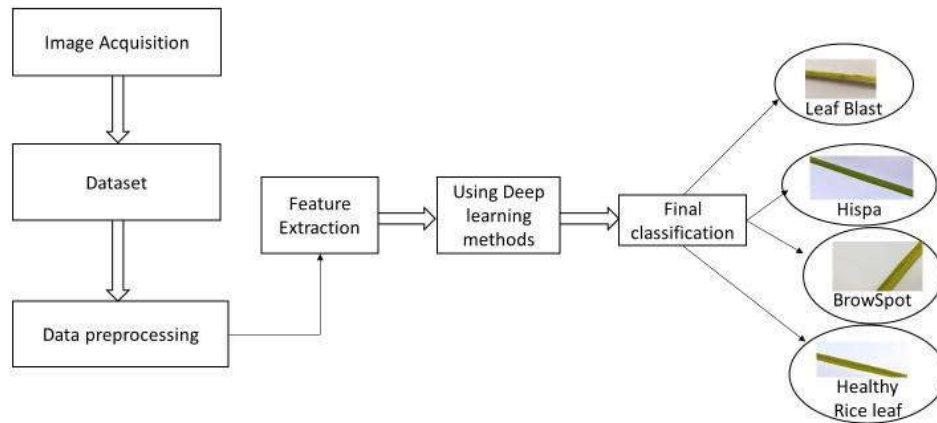 Image Acquisition
Dataset
Data preprocessing
Feature
Extraction
Using Deep
learning
methods
Final
classification
Leaf Blast
Hispa
BrowSpot
Healthy
Rice leaf